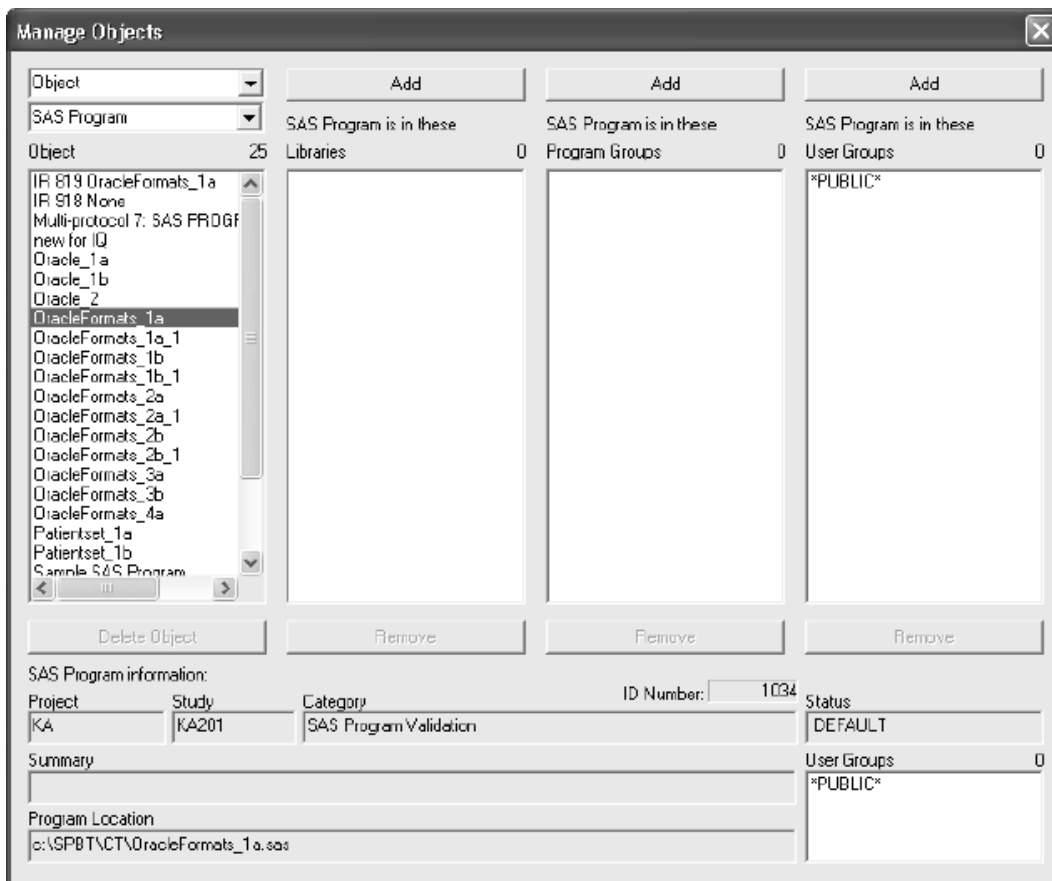 Manage Objects
Object
SAS Program
Object 25
IR 819 OracleFormats_1a
IR 918 None
Multi-protocol 7: SAS PROGF
new for IQ
Oracle_1a
Oracle_1b
Oracle_2
OracleFormats_1a
OracleFormats_1a_1
OracleFormats_1b
OracleFormats_1b_1
OracleFormats_2a
OracleFormats_2a_1
OracleFormats_2b
OracleFormats_2b_1
OracleFormats_3a
OracleFormats_3b
OracleFormats_4a
Patientset_1a
Patientset_1b
Sample SAS Program
Delete Object
Add
SAS Program is in these
Libraries 0
Remove
Add
SAS Program is in these
Program Groups 0
Remove
Add
SAS Program is in these
User Groups 0
*PUBLIC*
Remove
SAS Program information:
ID Number: 1034
Project Study Category Status
KA KA201 SAS Program Validation DEFAULT
Summary
User Groups 0
*PUBLIC*
Program Location
c:\SPBT\CT\OracleFormats_1a.sas